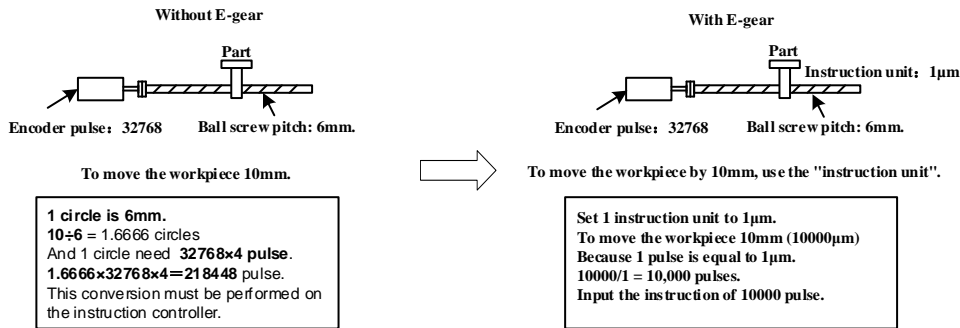 Without E-gear
Part
Encoder pulse：32768
Ball screw pitch: 6mm.
To move the workpiece 10mm.
1 circle is 6mm.
10÷6 = 1.6666 circles
And 1 circle need 32768×4 pulse.
1.6666×32768×4＝218448 pulse.
This conversion must be performed on
the instruction controller.
With E-gear
Part
Instruction unit：1μm
Encoder pulse：32768
Ball screw pitch: 6mm.
To move the workpiece by 10mm, use the "instruction unit".
Set 1 instruction unit to 1μm.
To move the workpiece 10mm (10000μm)
Because 1 pulse is equal to 1μm.
10000/1 = 10,000 pulses.
Input the instruction of 10000 pulse.